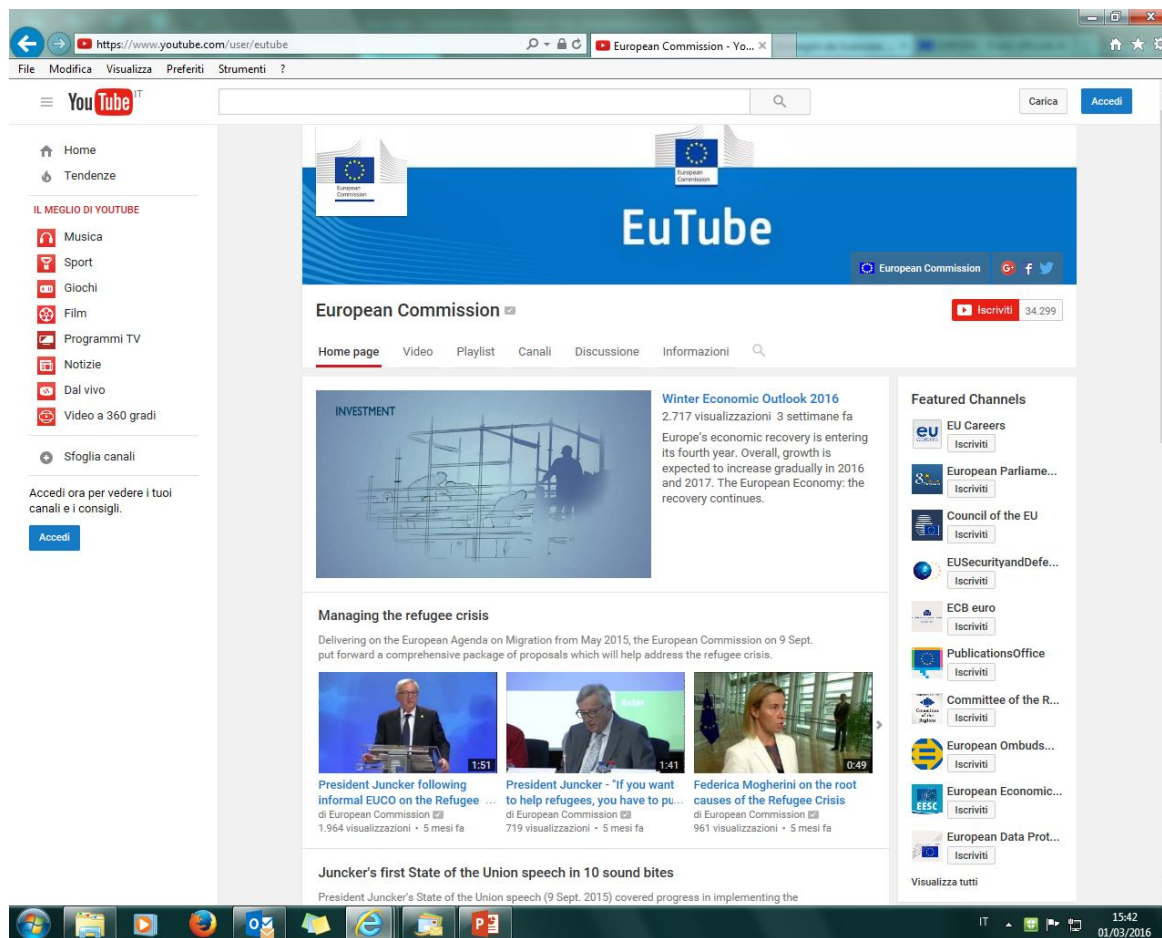 https://www.youtube.com/user/eutube
European Commission - Yo...
File Modifica Visualizza Preferiti Strumenti ?
YouTube IT
Carica
Accedi
Home
Tendenze
IL MEGLIO DI YOUTUBE
Musica
Sport
Giochi
Film
Programmi TV
Notizie
Dal vivo
Video a 360 gradi
Sfoglia canali
Accedi ora per vedere i tuoi
canali e i consigli.
Accedi
European
Commission
European
Commission
EuTube
European Commission
European Commission
Iscriviti 34.299
Home page Video Playlist Canali Discussione Informazioni
INVESTMENT
Winter Economic Outlook 2016
2.717 visualizzazioni 3 settimane fa
Europe's economic recovery is entering
its fourth year. Overall, growth is
expected to increase gradually in 2016
and 2017. The European Economy: the
recovery continues.
Managing the refugee crisis
Delivering on the European Agenda on Migration from May 2015, the European Commission on 9 Sept.
put forward a comprehensive package of proposals which will help address the refugee crisis.
1:51
President Juncker following
informal EUCO on the Refugee ...
di European Commission
1.964 visualizzazioni • 5 mesi fa
1:41
President Juncker - "If you want
to help refugees, you have to pu...
di European Commission
719 visualizzazioni • 5 mesi fa
0:49
Federica Mogherini on the root
causes of the Refugee Crisis
di European Commission
961 visualizzazioni • 5 mesi fa
Juncker's first State of the Union speech in 10 sound bites
President Juncker's State of the Union speech (9 Sept. 2015) covered progress in implementing the
Featured Channels
eu
EU Careers
Iscriviti
European Parliame...
Iscriviti
Council of the EU
Iscriviti
EUSecurityandDefe...
Iscriviti
ECB euro
Iscriviti
PublicationsOffice
Iscriviti
Committee of the R...
Iscriviti
European Ombuds...
Iscriviti
EESC
European Economic...
Iscriviti
European Data Prot...
Iscriviti
Visualizza tutti
IT
15:42
01/03/2016